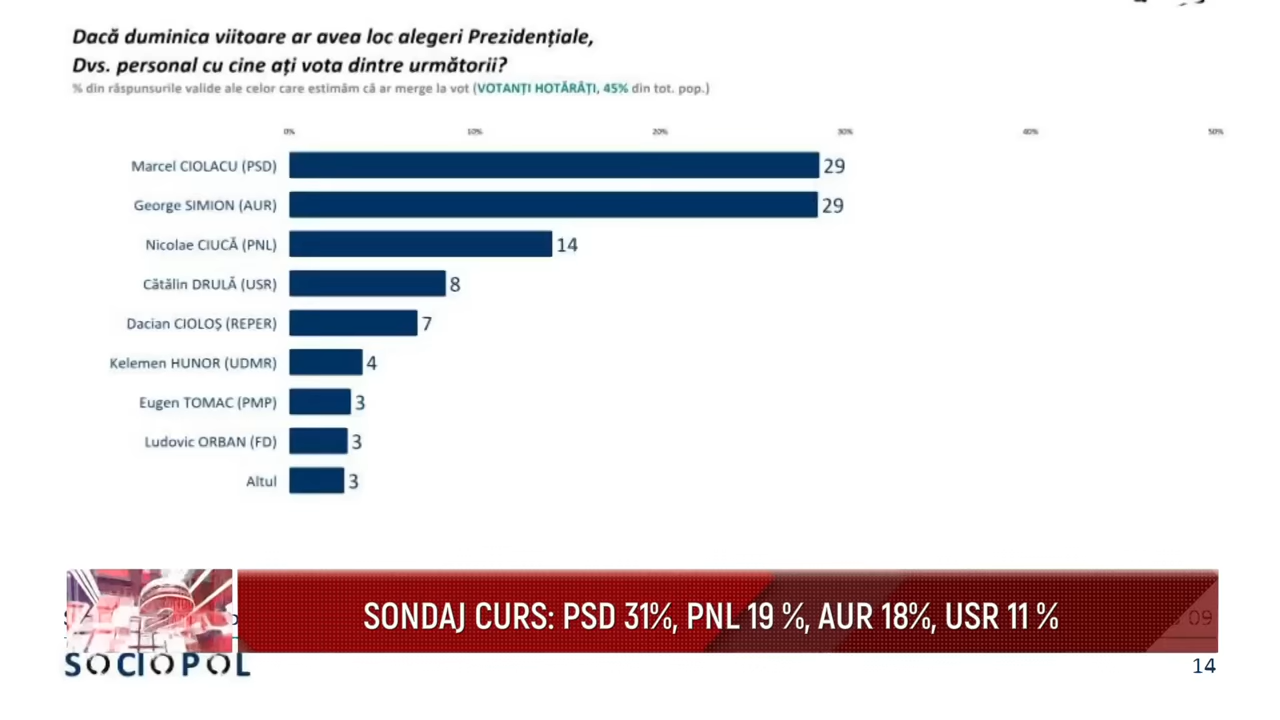 Dacă duminica viitoare ar avea loc alegeri Prezidențiale,
Dvs. personal cu cine ați vota dintre următorii?
% din răspunsurile valide ale celor care estimăm că ar merge la vot (VOTANȚI HOTĂRÂȚI, 45% din tot. pop.)
0% 10% 20% 30% 40% 50%
Marcel CIOLACU (PSD) 29
George SIMION (AUR) 29
Nicolae CIUCĂ (PNL) 14
Cătălin DRULĂ (USR) 8
Dacian CIOLOȘ (REPER) 7
Kelemen HUNOR (UDMR) 4
Eugen TOMAC (PMP) 3
Ludovic ORBAN (FD) 3
Altul 3
SONDAJ CURS: PSD 31%, PNL 19 %, AUR 18%, USR 11 %
09
SOCIOPOL 14